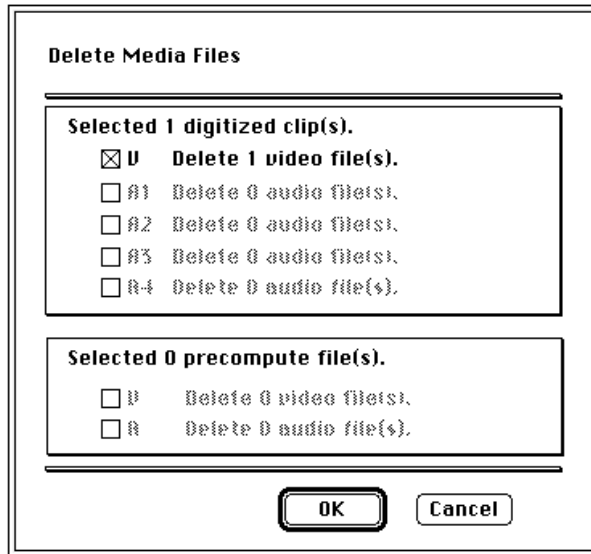 Delete Media Files
Selected 1 digitized clip(s).
V Delete 1 video file(s).
A1 Delete 0 audio file(s).
A2 Delete 0 audio file(s).
A3 Delete 0 audio file(s).
A4 Delete 0 audio file(s).
Selected 0 precompute file(s).
V Delete 0 video file(s).
A Delete 0 audio file(s).
OK Cancel